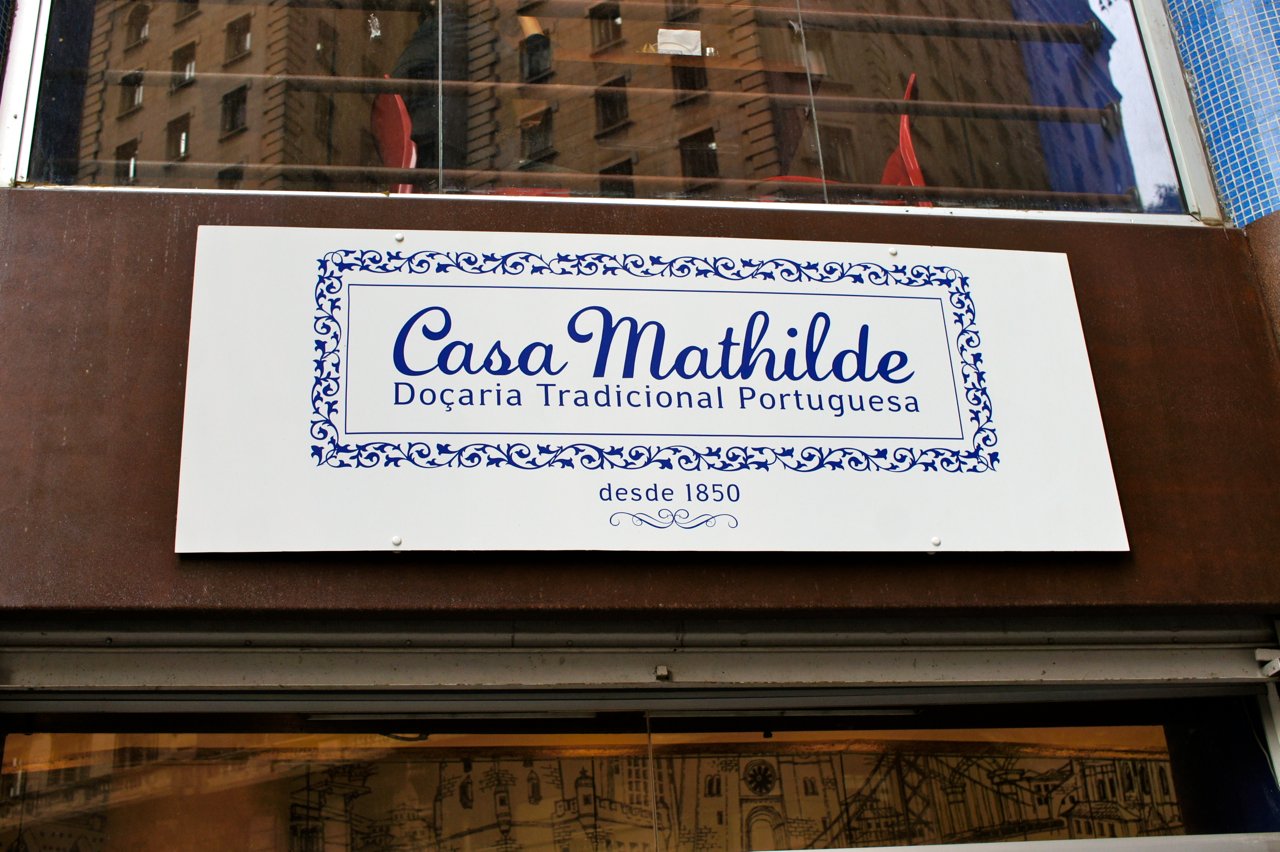 Casa Mathilde
Doçaria Tradicional Portuguesa
desde 1850